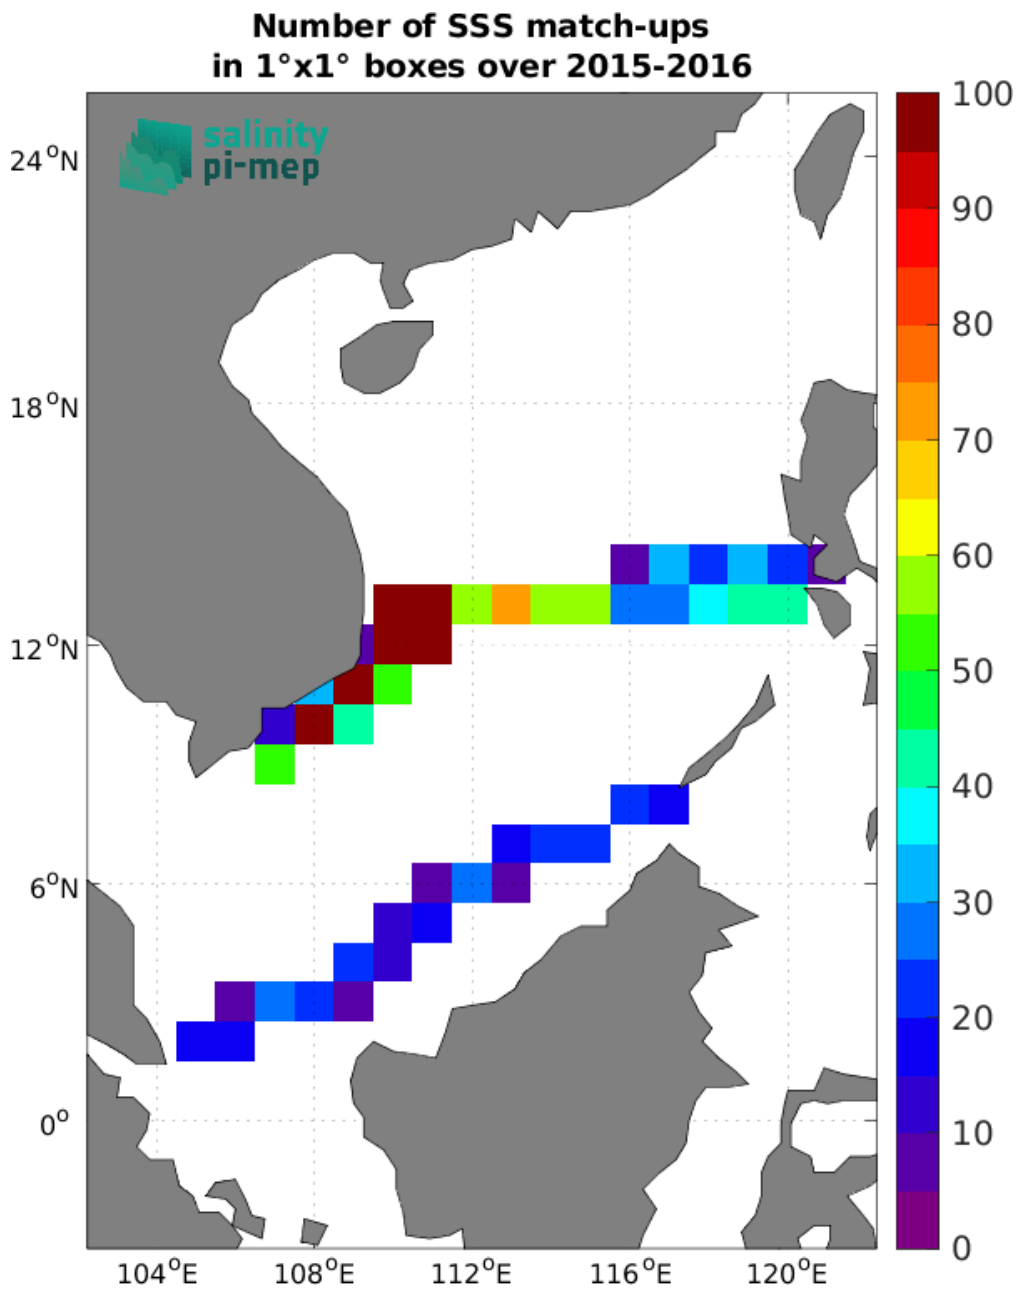 Number of SSS match-ups
in 1°x1° boxes over 2015-2016
salinity
pi-mep
24°N
18°N
12°N
6°N
0°
104°E 108°E 112°E 116°E 120°E
100
90
80
70
60
50
40
30
20
10
0